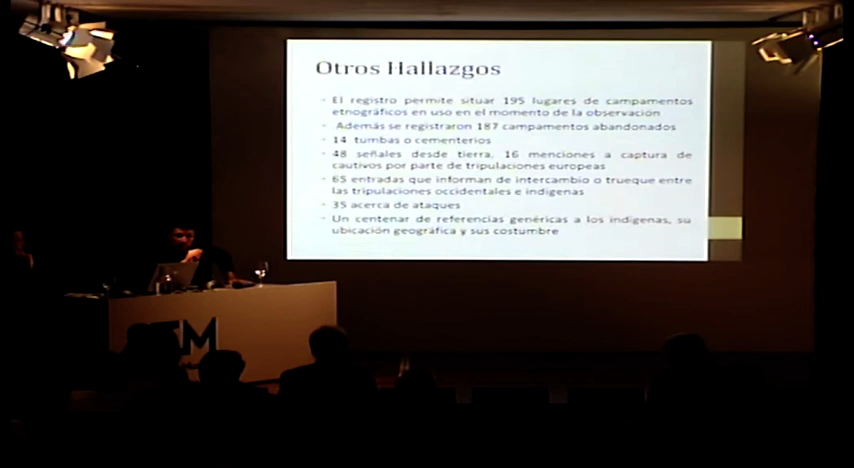 Otros Hallazgos
· El registro permite situar 195 lugares de campamentos
etnográficos en uso en el momento de la observación
· Además se registraron 187 campamentos abandonados
· 14 tumbas o cementerios
· 48 señales desde tierra, 16 menciones a captura de
cautivos por parte de tripulaciones europeas
· 65 entradas que informan de intercambio o trueque entre
las tripulaciones occidentales e indígenas
· 35 acerca de ataques
· Un centenar de referencias genéricas a los indígenas, su
ubicación geográfica y sus costumbre